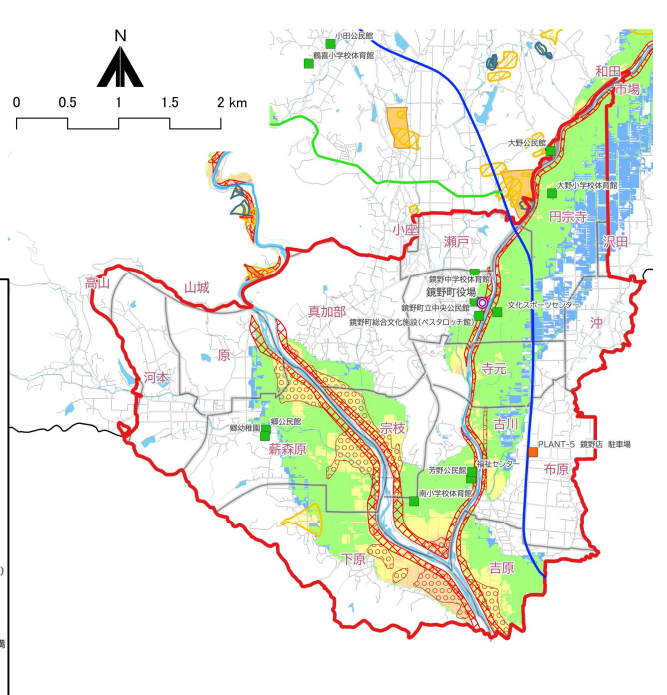 小田公民館
鶴喜小学校体育館
N
0 0.5 1 1.5 2 km
和田
市場
大野公民館
大野小学校体育館
円宗寺
小座
瀬戸
沢田
鏡野中学校体育館
高山
山城
鏡野町役場
真加部
鏡野町立中央公民館
文化スポーツセンター
鏡野町総合文化施設(ペスタロッチ館)
沖
原
寺元
河本
郷公民館
郷幼稚園
宗枝
古川
薪森原
PLANT-5 鏡野店 駐車場
福祉センター
芳野公民館
布原
南小学校体育館
下原
吉原
)